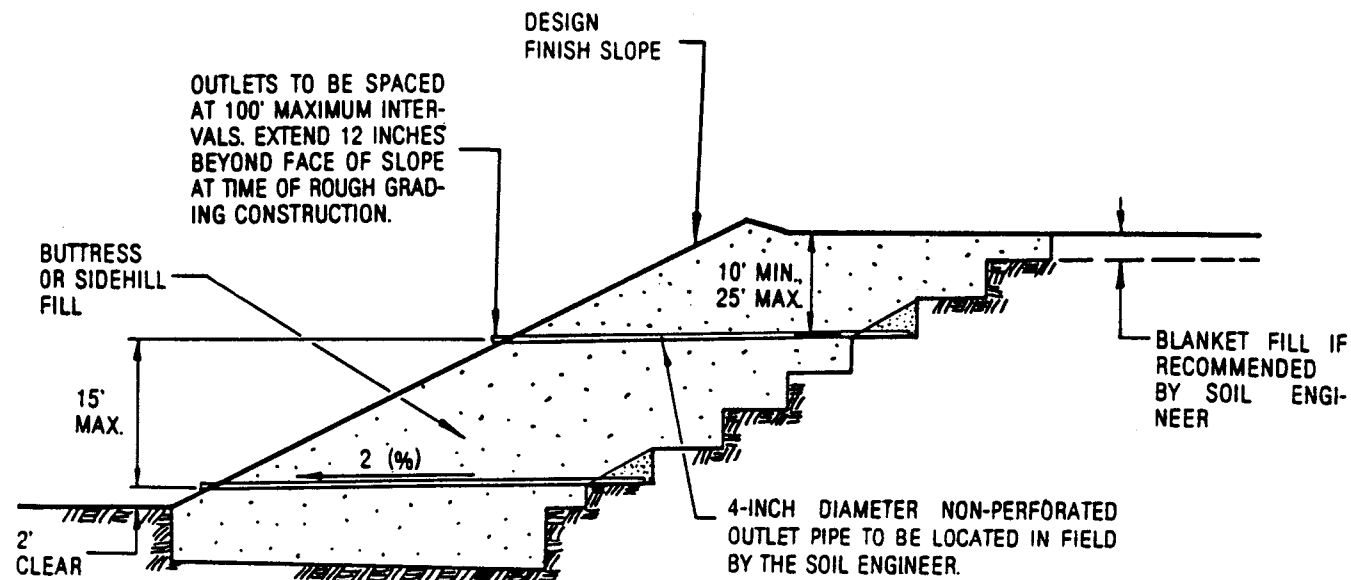 DESIGN
FINISH SLOPE
OUTLETS TO BE SPACED
AT 100' MAXIMUM INTER-
VALS. EXTEND 12 INCHES
BEYOND FACE OF SLOPE
AT TIME OF ROUGH GRAD-
ING CONSTRUCTION.
BUTTRESS
OR SIDEHILL
FILL
10' MIN.,
25' MAX.
BLANKET FILL IF
RECOMMENDED
BY SOIL ENGI-
NEER
15'
MAX.
2 (%)
4-INCH DIAMETER NON-PERFORATED
OUTLET PIPE TO BE LOCATED IN FIELD
BY THE SOIL ENGINEER.
2'
CLEAR